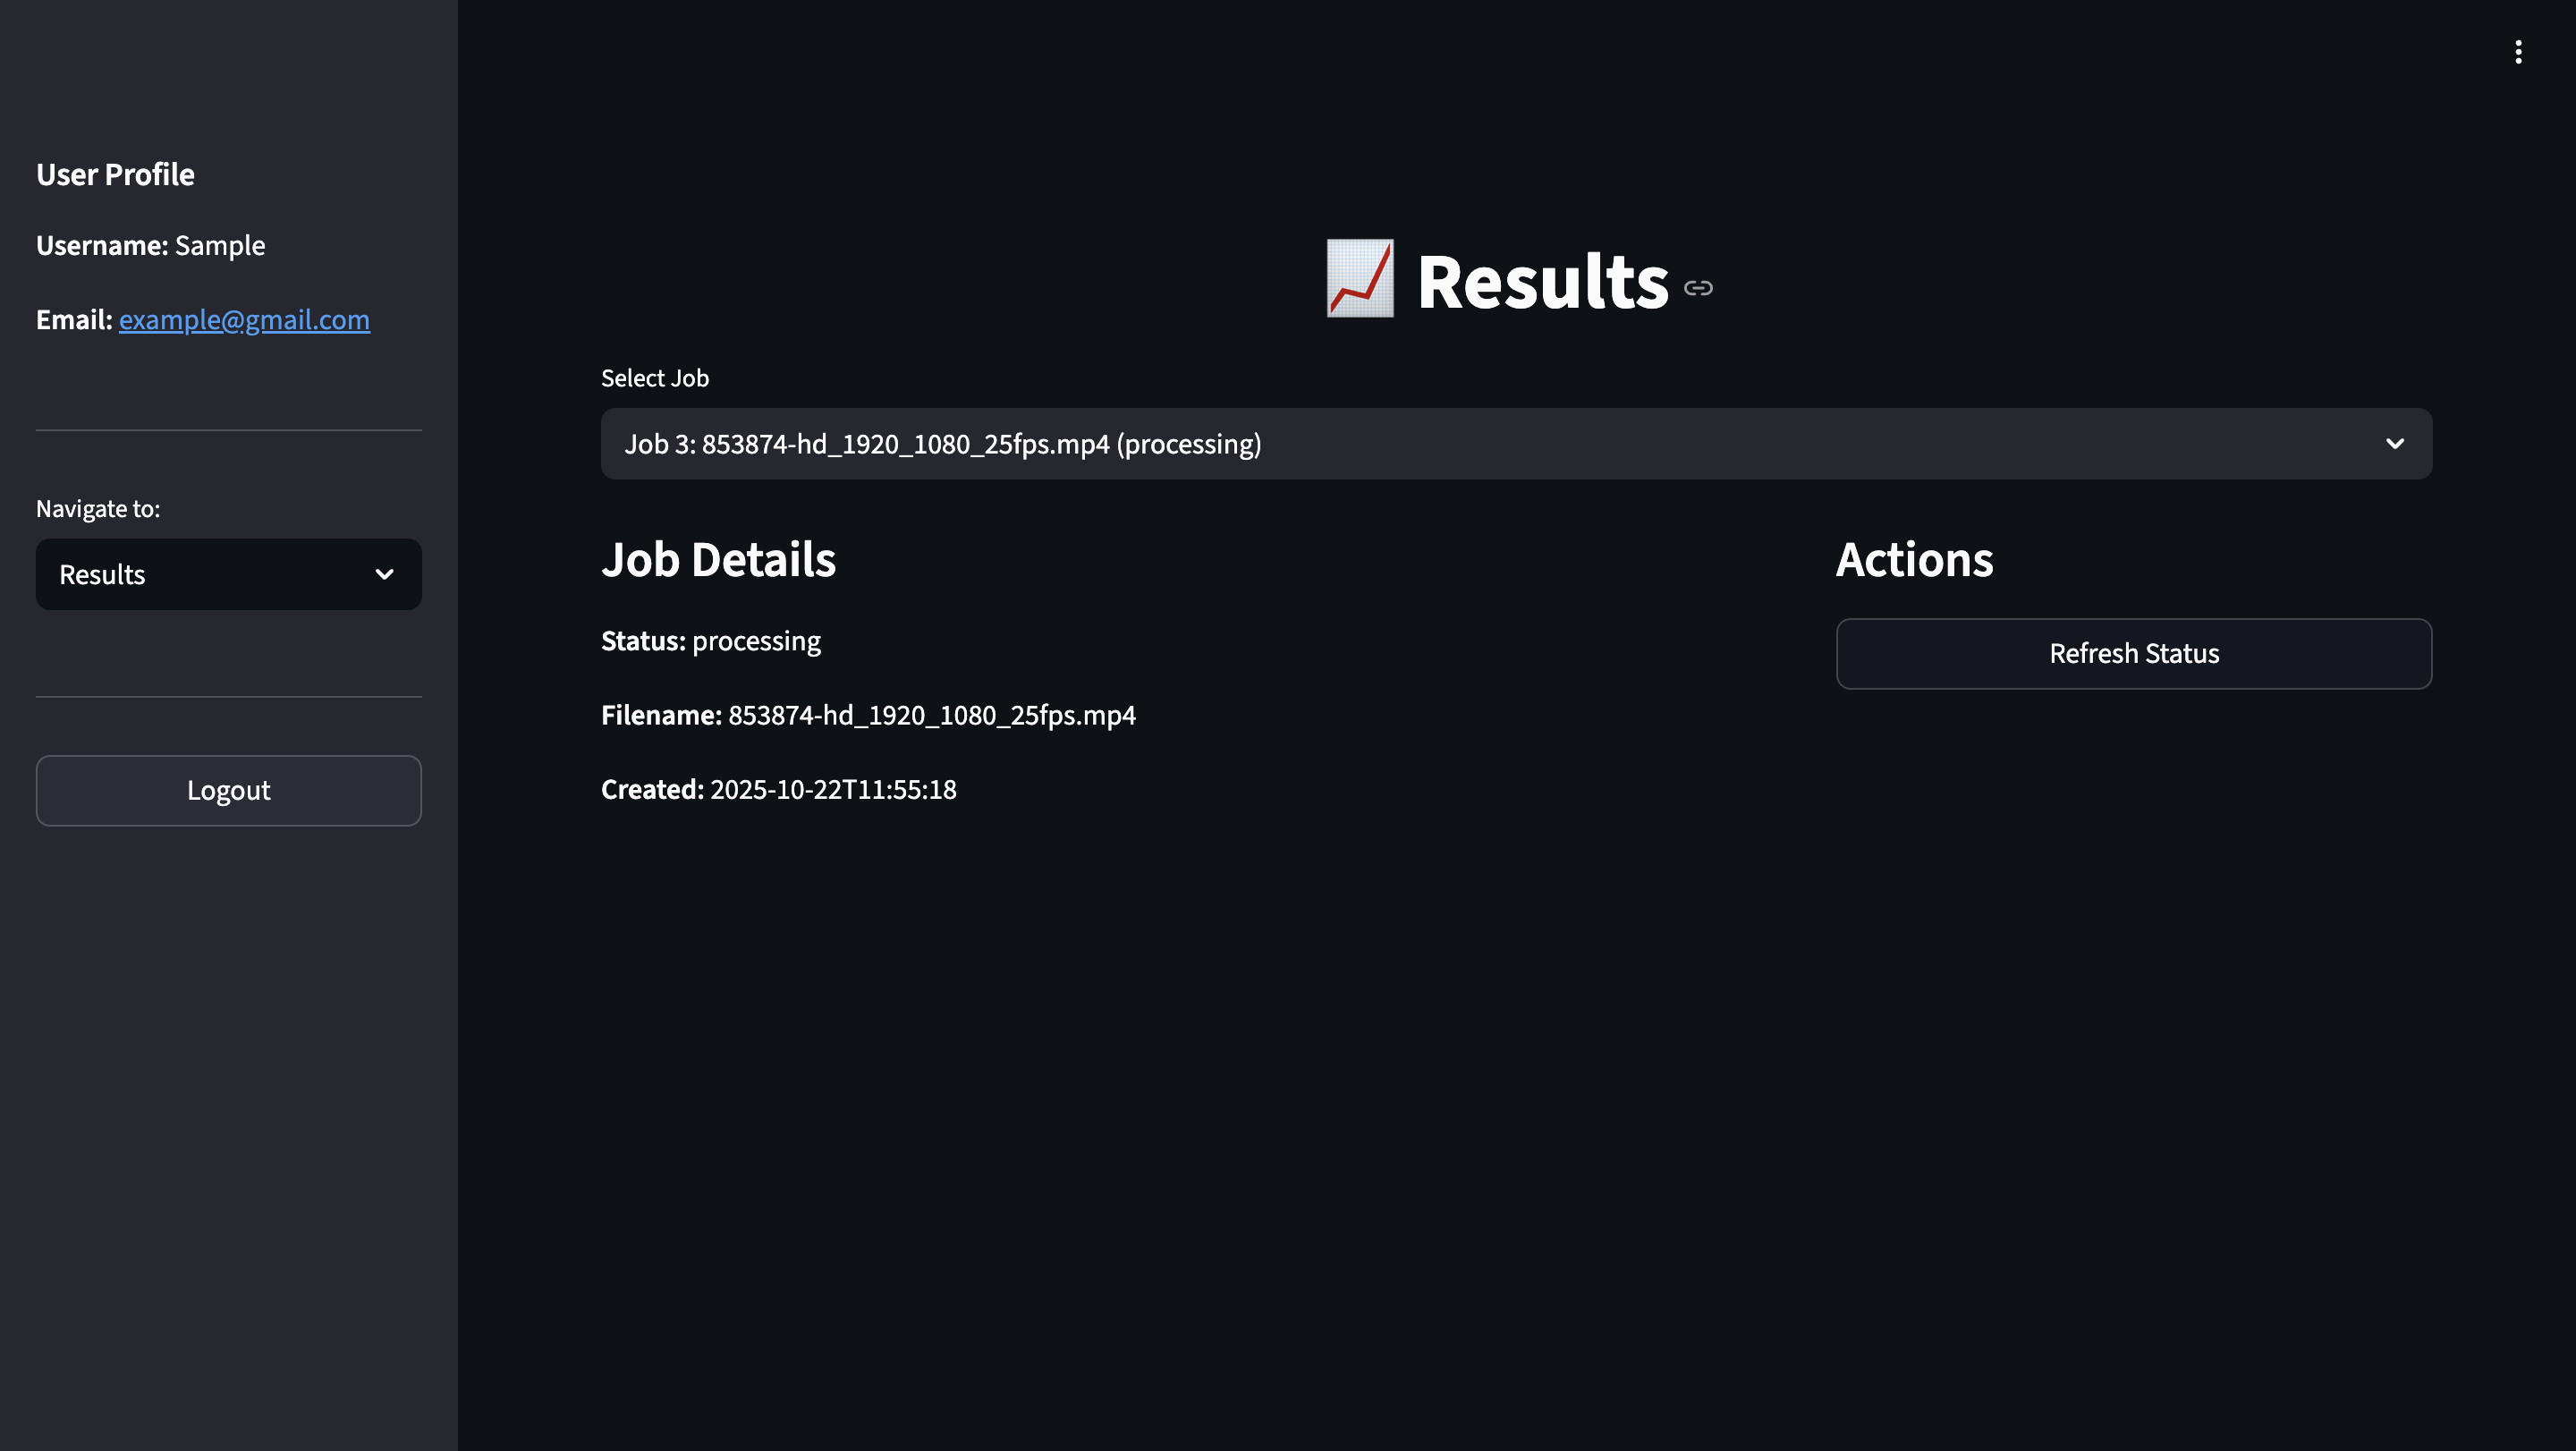 User Profile
Username: Sample
Email: example@gmail.com
Navigate to:
Results
Logout
Results
Select Job
Job 3: 853874-hd_1920_1080_25fps.mp4 (processing)
Job Details
Status: processing
Filename: 853874-hd_1920_1080_25fps.mp4
Created: 2025-10-22T11:55:18
Actions
Refresh Status